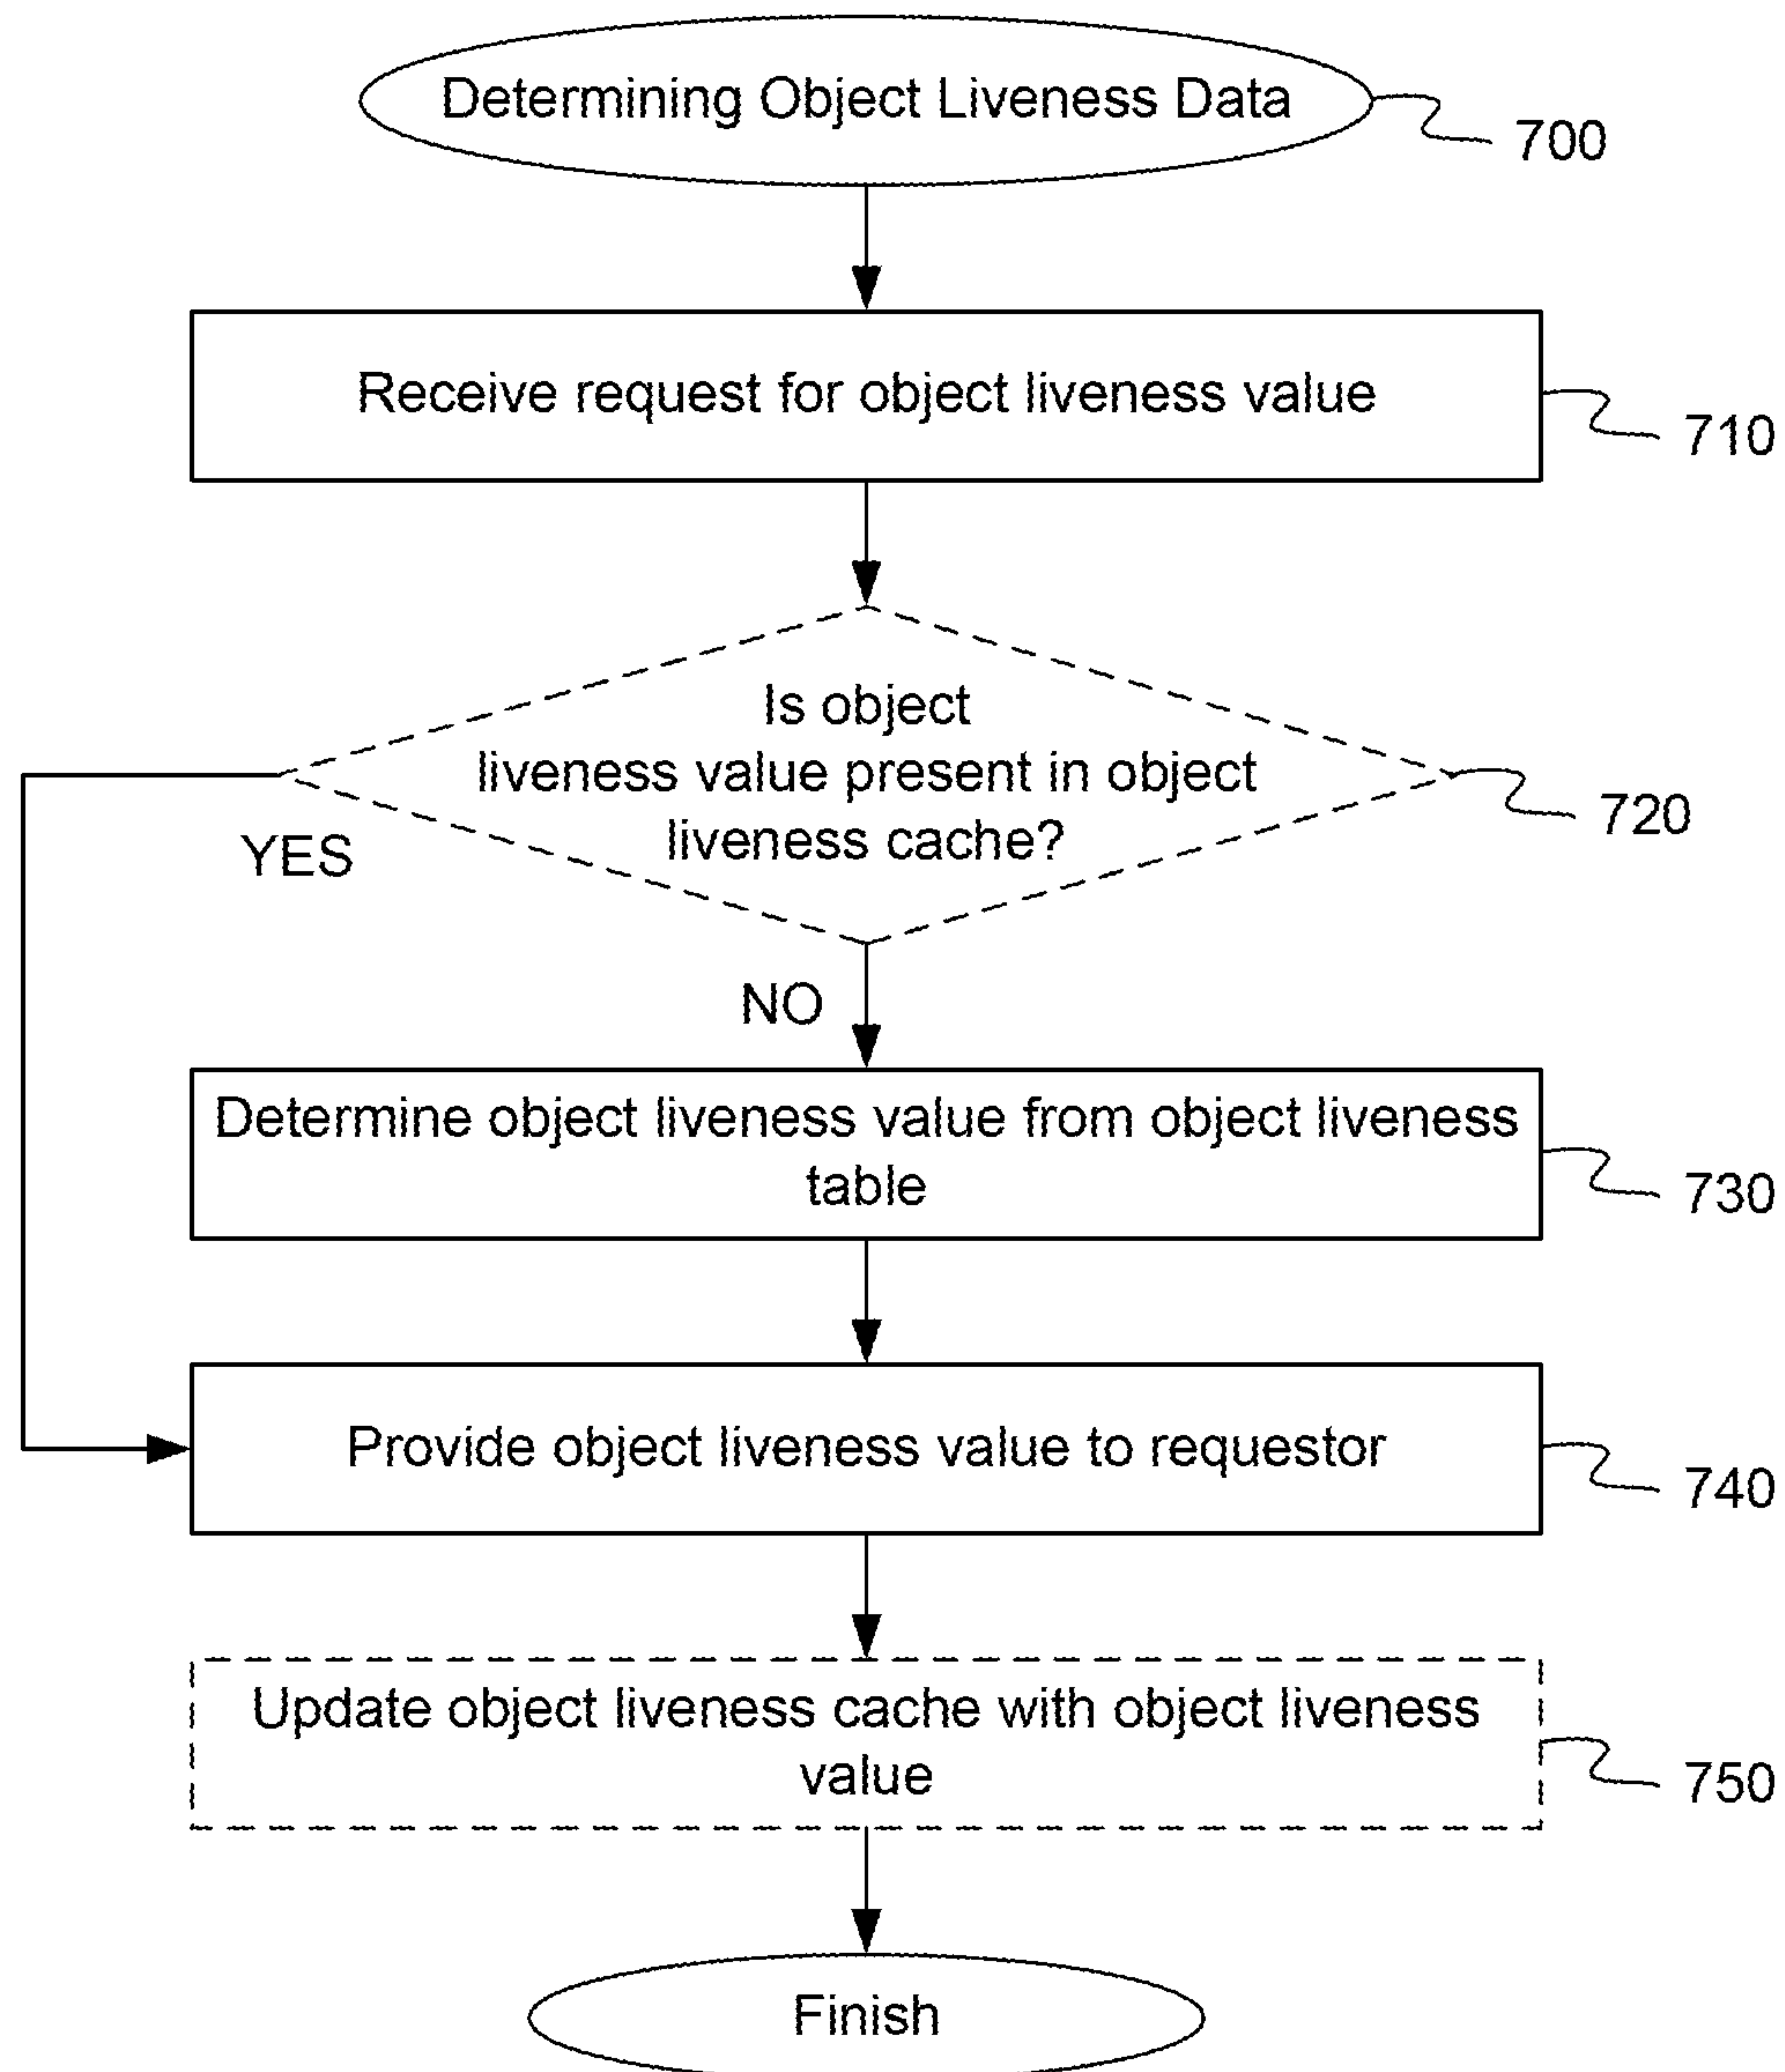 Determining Object Liveness Data
700
Receive request for object liveness value
710
Is object
liveness value present in object
liveness cache?
720
YES
NO
Determine object liveness value from object liveness
table
730
Provide object liveness value to requestor
740
Update object liveness cache with object liveness
value
750
Finish